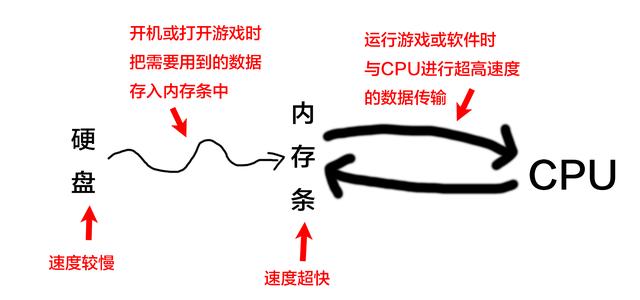 开机或打开游戏时
把需要用到的数据
存入内存条中
运行游戏或软件时
与CPU进行超高速度
的数据传输
硬盘
内存条
CPU
速度较慢
速度超快